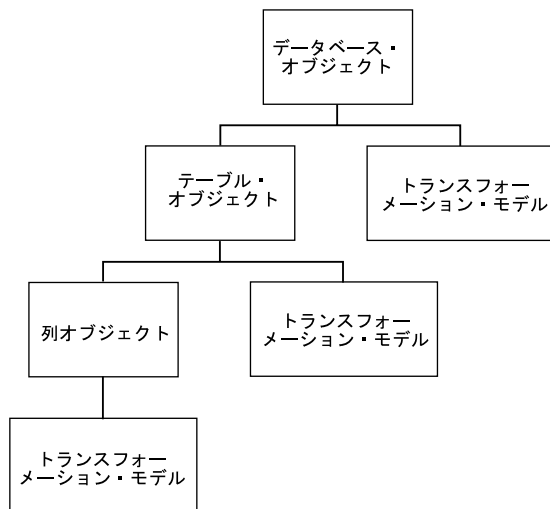 データベース・
オブジェクト
テーブル・
オブジェクト
トランスフォー
メーション・モデル
列オブジェクト
トランスフォー
メーション・モデル
トランスフォー
メーション・モデル